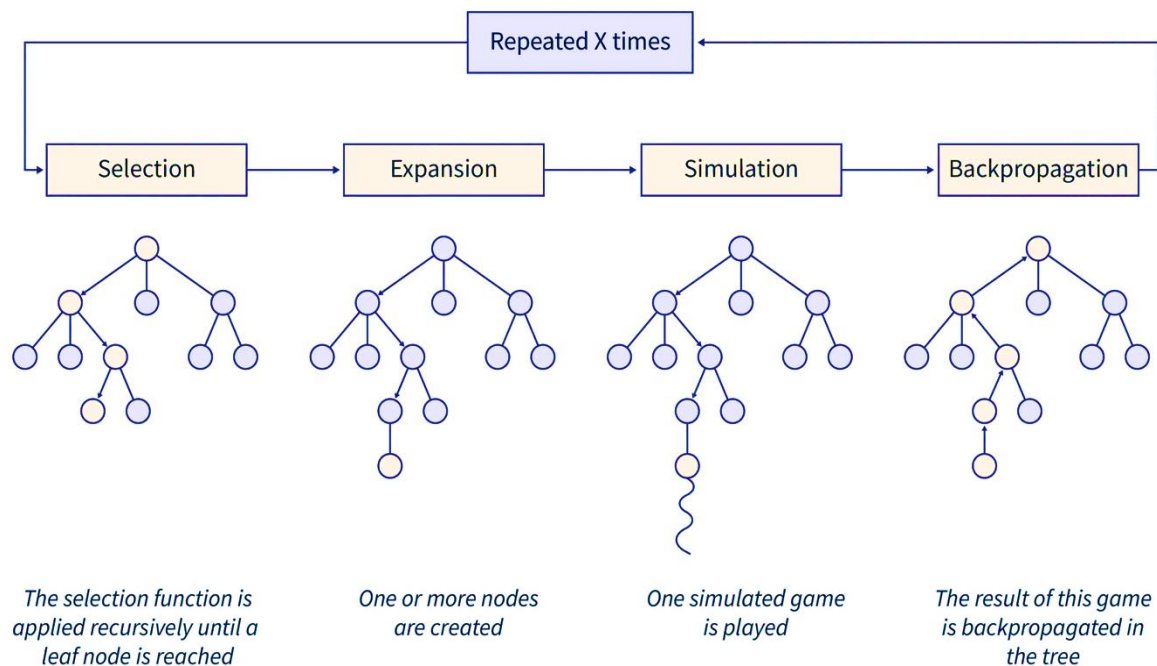 Repeated X times
Selection
Expansion
Simulation
Backpropagation
The selection function is
applied recursively until a
leaf node is reached
One or more nodes
are created
One simulated game
is played
The result of this game
is backpropagated in
the tree